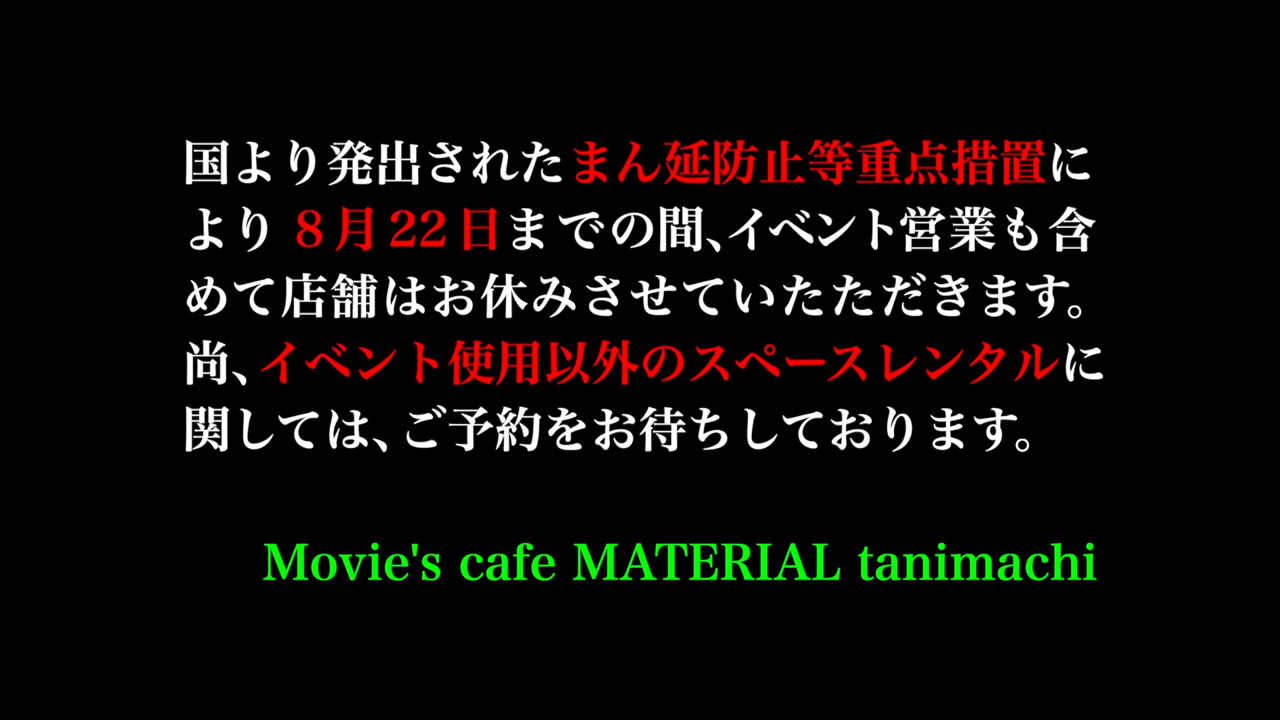 国より発出されたまん延防止等重点措置に
より８月22日までの間、イベント営業も含
めて店舗はお休みさせていたただきます。
尚、イベント使用以外のスペースレンタルに
関しては、ご予約をお待ちしております。
Movie's cafe MATERIAL tanimachi